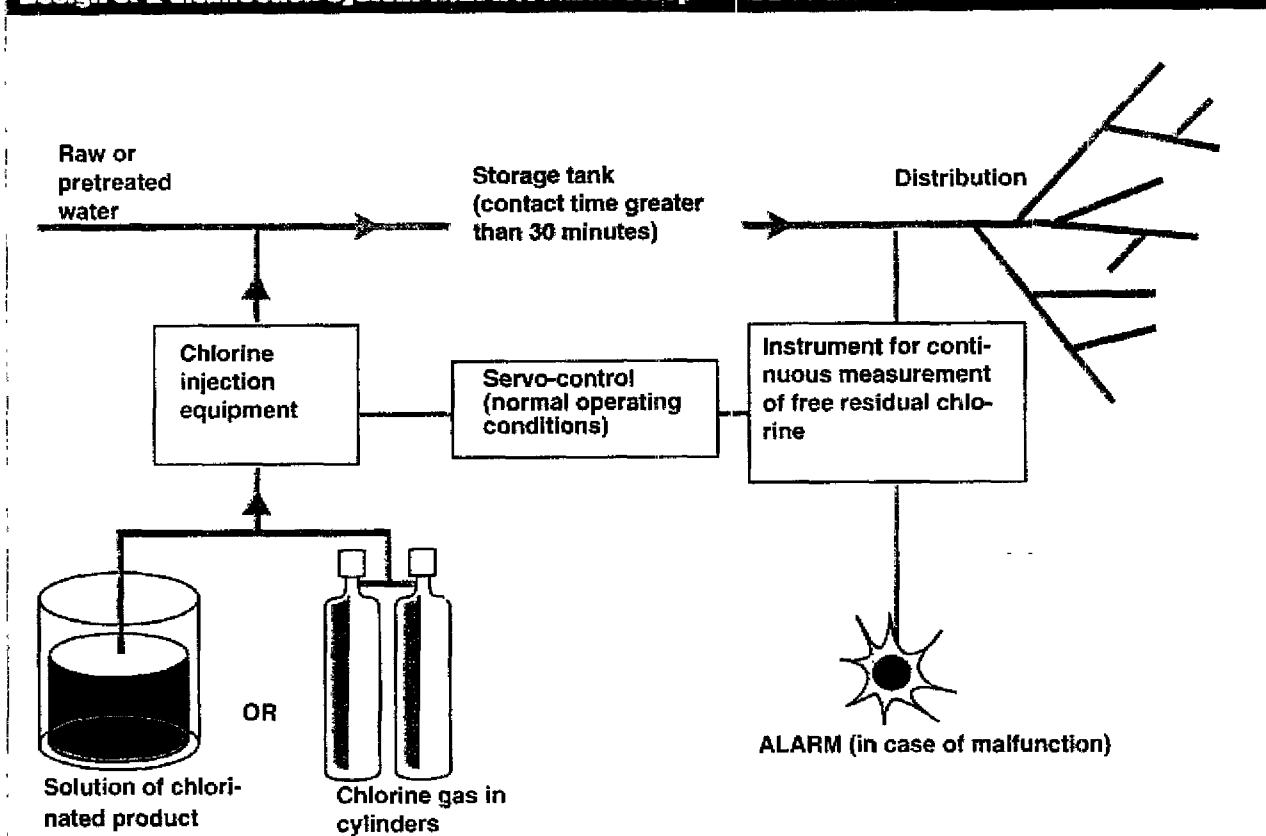 Raw or
pretreated
water
Storage tank
(contact time greater
than 30 minutes)
Distribution
Chlorine
injection
equipment
Servo-control
(normal operating
conditions)
Instrument for conti-
nuous measurement
of free residual chlo-
rine
OR
Solution of chlori-
nated product
Chlorine gas in
cylinders
ALARM (in case of malfunction)